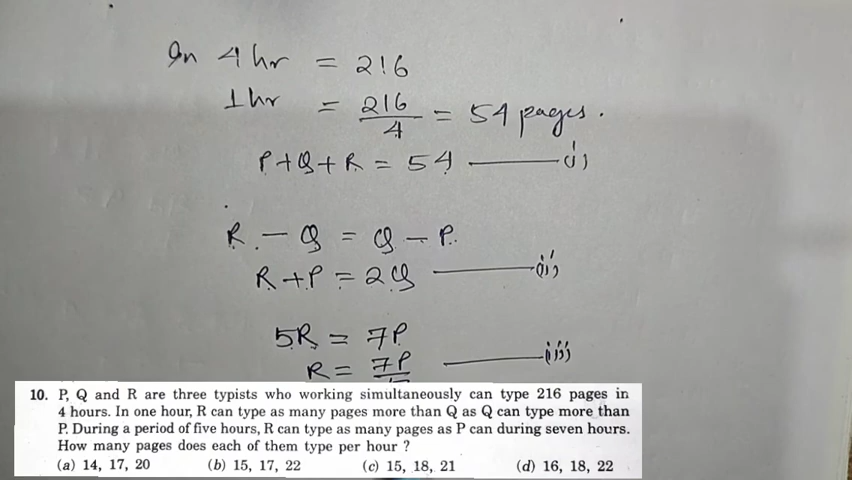 In 4 hr = 216
1 hr = 216/4 = 54 pages.
P+Q+R = 54 —— (i)
R - Q = Q - P.
R+P = 2Q —— (ii)
5R = 7P
R = 7P —— (iii)
10. P, Q and R are three typists who working simultaneously can type 216 pages in
4 hours. In one hour, R can type as many pages more than Q as Q can type more than
P. During a period of five hours, R can type as many pages as P can during seven hours.
How many pages does each of them type per hour ?
(a) 14, 17, 20 (b) 15, 17, 22 (c) 15, 18, 21 (d) 16, 18, 22